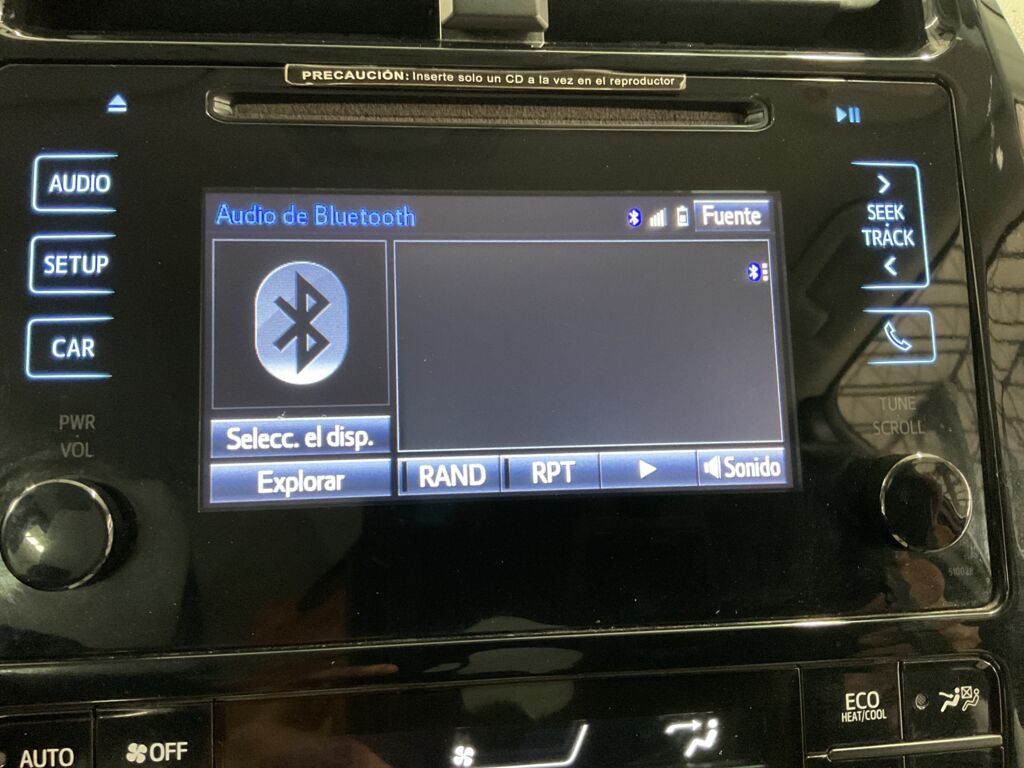 PRECAUCIÓN: Inserte solo un CD a la vez en el reproductor
AUDIO
SETUP
CAR
PWR
VOL
Audio de Bluetooth
Fuente
Selecc. el disp.
Explorar
RAND
RPT
Sonido
SEEK
TRACK
TUNE
SCROLL
510028
AUTO
OFF
ECO
HEAT/COOL